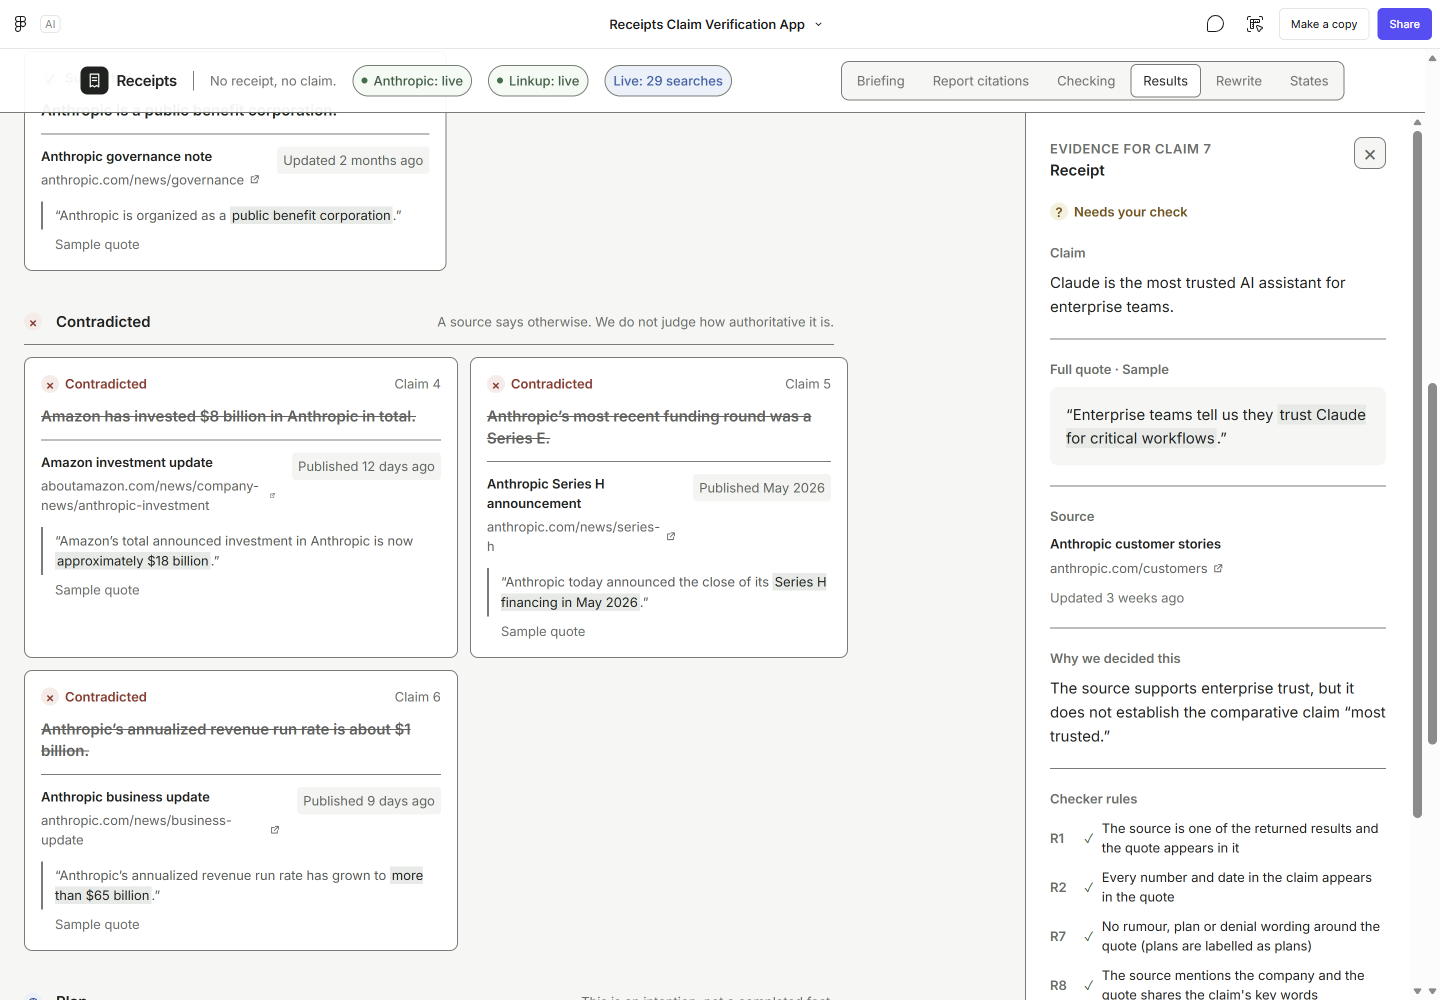 AI
Receipts Claim Verification App
Make a copy
Share
Receipts
No receipt, no claim.
Anthropic: live
Linkup: live
Live: 29 searches
Briefing
Report citations
Checking
Results
Rewrite
States
Anthropic is a public benefit corporation.
Anthropic governance note
Updated 2 months ago
anthropic.com/news/governance
“Anthropic is organized as a public benefit corporation.”
Sample quote
Contradicted
A source says otherwise. We do not judge how authoritative it is.
Contradicted
Claim 4
Amazon has invested $8 billion in Anthropic in total.
Amazon investment update
Published 12 days ago
aboutamazon.com/news/company-
news/anthropic-investment
“Amazon’s total announced investment in Anthropic is now
approximately $18 billion.”
Sample quote
Contradicted
Claim 5
Anthropic’s most recent funding round was a
Series E.
Anthropic Series H
announcement
Published May 2026
anthropic.com/news/series-
h
“Anthropic today announced the close of its Series H
financing in May 2026.”
Sample quote
Contradicted
Claim 6
Anthropic’s annualized revenue run rate is about $1
billion.
Anthropic business update
Published 9 days ago
anthropic.com/news/business-
update
“Anthropic’s annualized revenue run rate has grown to more
than $65 billion.”
Sample quote
Plan
This is an intention, not a completed fact.
EVIDENCE FOR CLAIM 7
Receipt
? Needs your check
Claim
Claude is the most trusted AI assistant for
enterprise teams.
Full quote · Sample
“Enterprise teams tell us they trust Claude
for critical workflows.”
Source
Anthropic customer stories
anthropic.com/customers
Updated 3 weeks ago
Why we decided this
The source supports enterprise trust, but it
does not establish the comparative claim “most
trusted.”
Checker rules
R1 ✓ The source is one of the returned results and
the quote appears in it
R2 ✓ Every number and date in the claim appears
in the quote
R7 ✓ No rumour, plan or denial wording around the
quote (plans are labelled as plans)
R8 ✓ The source mentions the company and the
quote shares the claim's key words